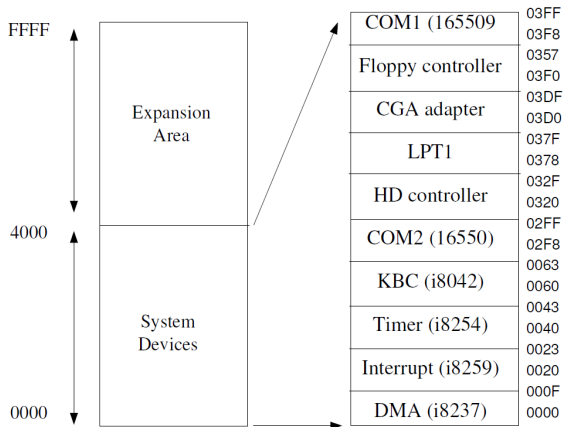 FFFF
Expansion
Area
4000
System
Devices
0000
COM1 (165509
03FF
03F8
Floppy controller
0357
03F0
CGA adapter
03DF
03D0
LPT1
037F
0378
HD controller
032F
0320
COM2 (16550)
02FF
02F8
KBC (i8042)
0063
0060
Timer (i8254)
0043
0040
Interrupt (i8259)
0023
0020
DMA (i8237)
000F
0000